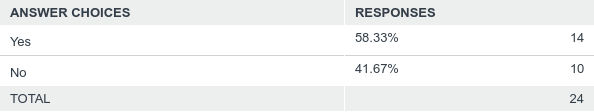 ANSWER CHOICES RESPONSES
Yes 58.33% 14
No 41.67% 10
TOTAL 24